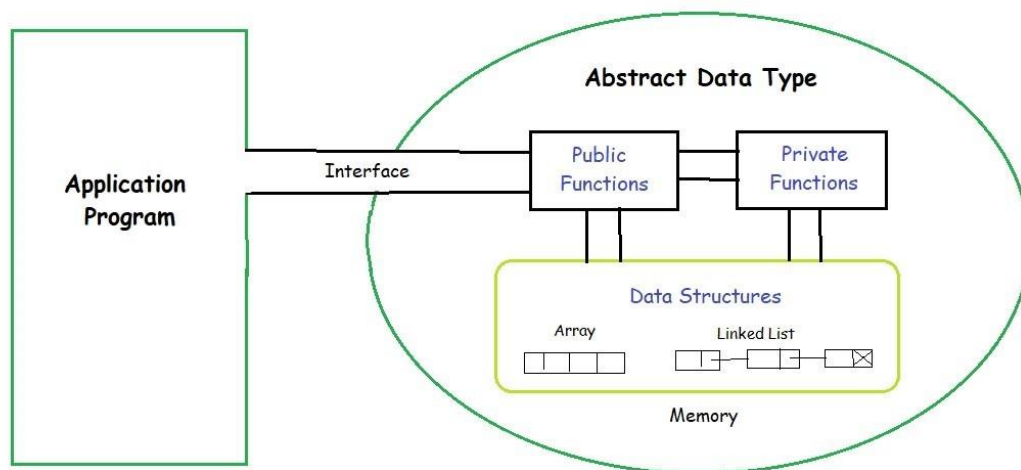 Abstract Data Type
Application
Program
Interface
Public
Functions
Private
Functions
Data Structures
Array
Linked List
Memory